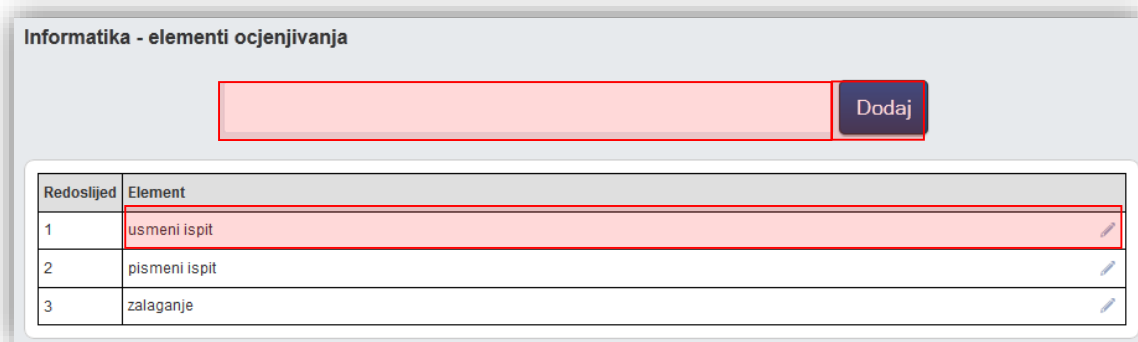 Informatika - elementi ocjenjivanja
Dodaj
Redoslijed Element
1 usmeni ispit
2 pismeni ispit
3 zalaganje